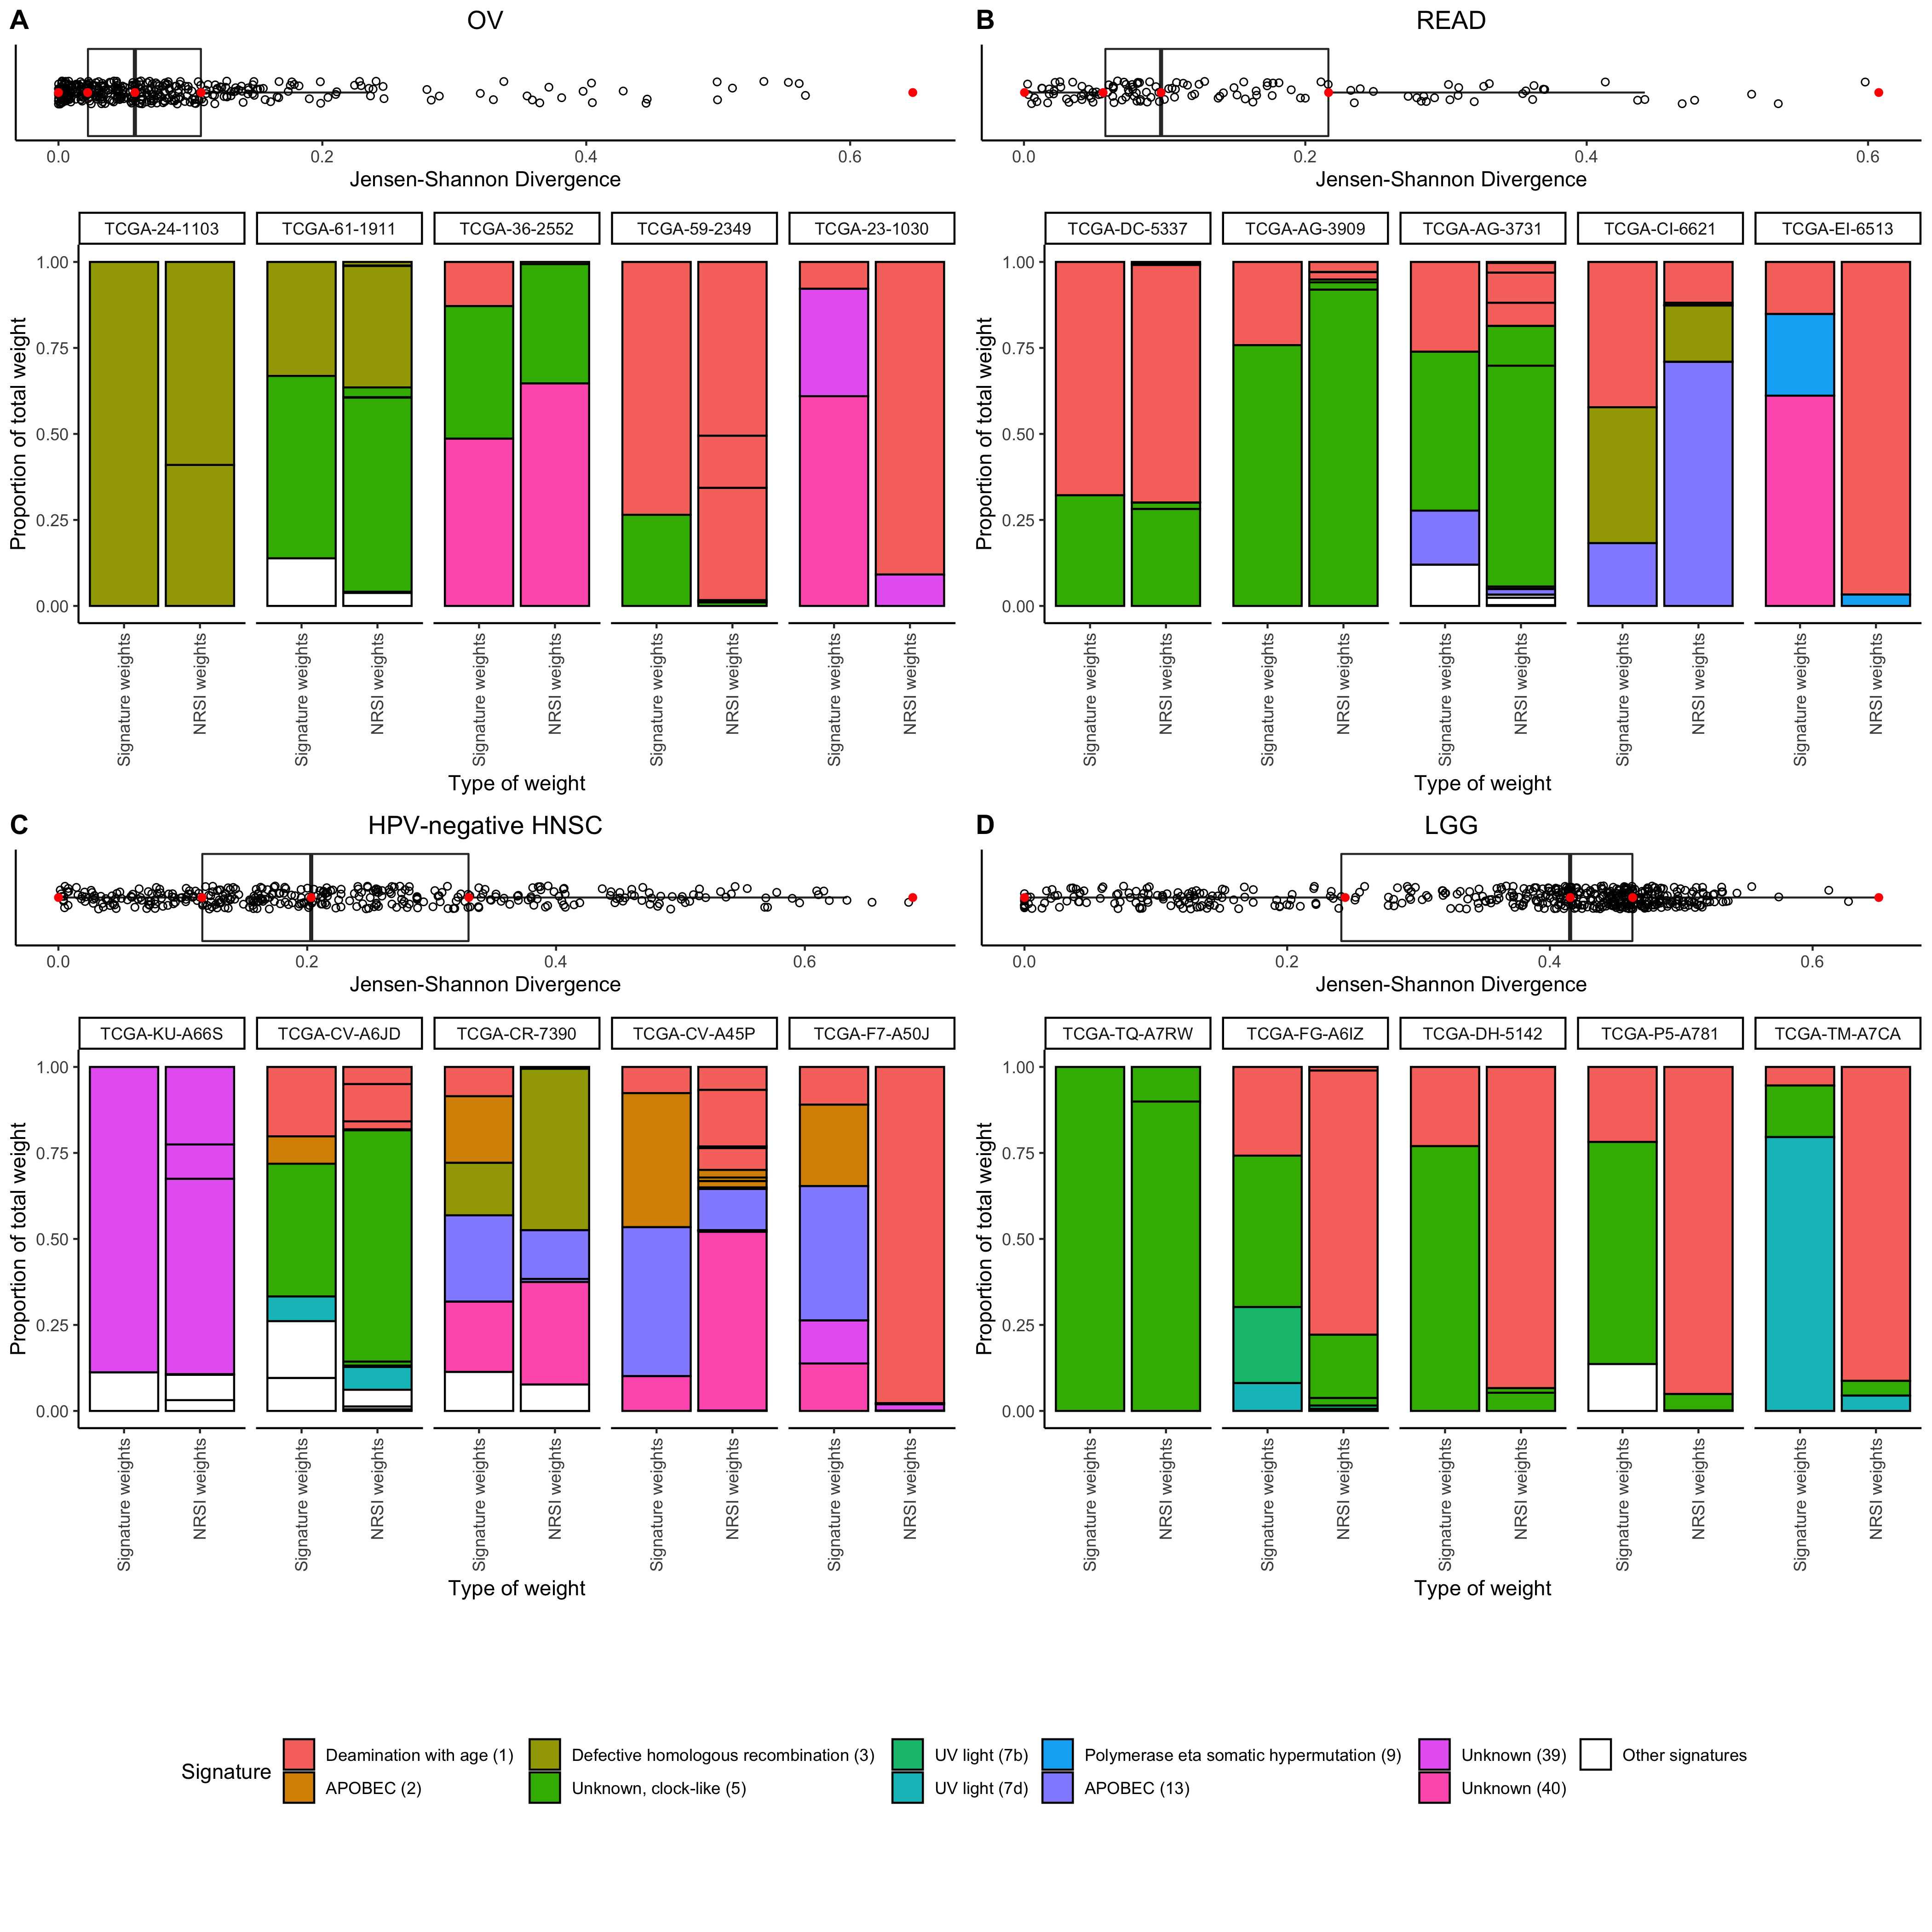 A
OV
0.0 0.2 0.4 0.6
Jensen-Shannon Divergence
TCGA-24-1103 TCGA-61-1911 TCGA-36-2552 TCGA-59-2349 TCGA-23-1030
Proportion of total weight
1.00
0.75
0.50
0.25
0.00
Signature weights NRSI weights Signature weights NRSI weights Signature weights NRSI weights Signature weights NRSI weights Signature weights NRSI weights
Type of weight
B
READ
0.0 0.2 0.4 0.6
Jensen-Shannon Divergence
TCGA-DC-5337 TCGA-AG-3909 TCGA-AG-3731 TCGA-CI-6621 TCGA-EI-6513
Proportion of total weight
1.00
0.75
0.50
0.25
0.00
Signature weights NRSI weights Signature weights NRSI weights Signature weights NRSI weights Signature weights NRSI weights Signature weights NRSI weights
Type of weight
C
HPV-negative HNSC
0.0 0.2 0.4 0.6
Jensen-Shannon Divergence
TCGA-KU-A66S TCGA-CV-A6JD TCGA-CR-7390 TCGA-CV-A45P TCGA-F7-A50J
Proportion of total weight
1.00
0.75
0.50
0.25
0.00
Signature weights NRSI weights Signature weights NRSI weights Signature weights NRSI weights Signature weights NRSI weights Signature weights NRSI weights
Type of weight
D
LGG
0.0 0.2 0.4 0.6
Jensen-Shannon Divergence
TCGA-TQ-A7RW TCGA-FG-A6IZ TCGA-DH-5142 TCGA-P5-A781 TCGA-TM-A7CA
Proportion of total weight
1.00
0.75
0.50
0.25
0.00
Signature weights NRSI weights Signature weights NRSI weights Signature weights NRSI weights Signature weights NRSI weights Signature weights NRSI weights
Type of weight
Signature
Deamination with age (1) Defective homologous recombination (3) UV light (7b) Polymerase eta somatic hypermutation (9) Unknown (39) Other signatures
APOBEC (2) Unknown, clock-like (5) UV light (7d) APOBEC (13) Unknown (40)